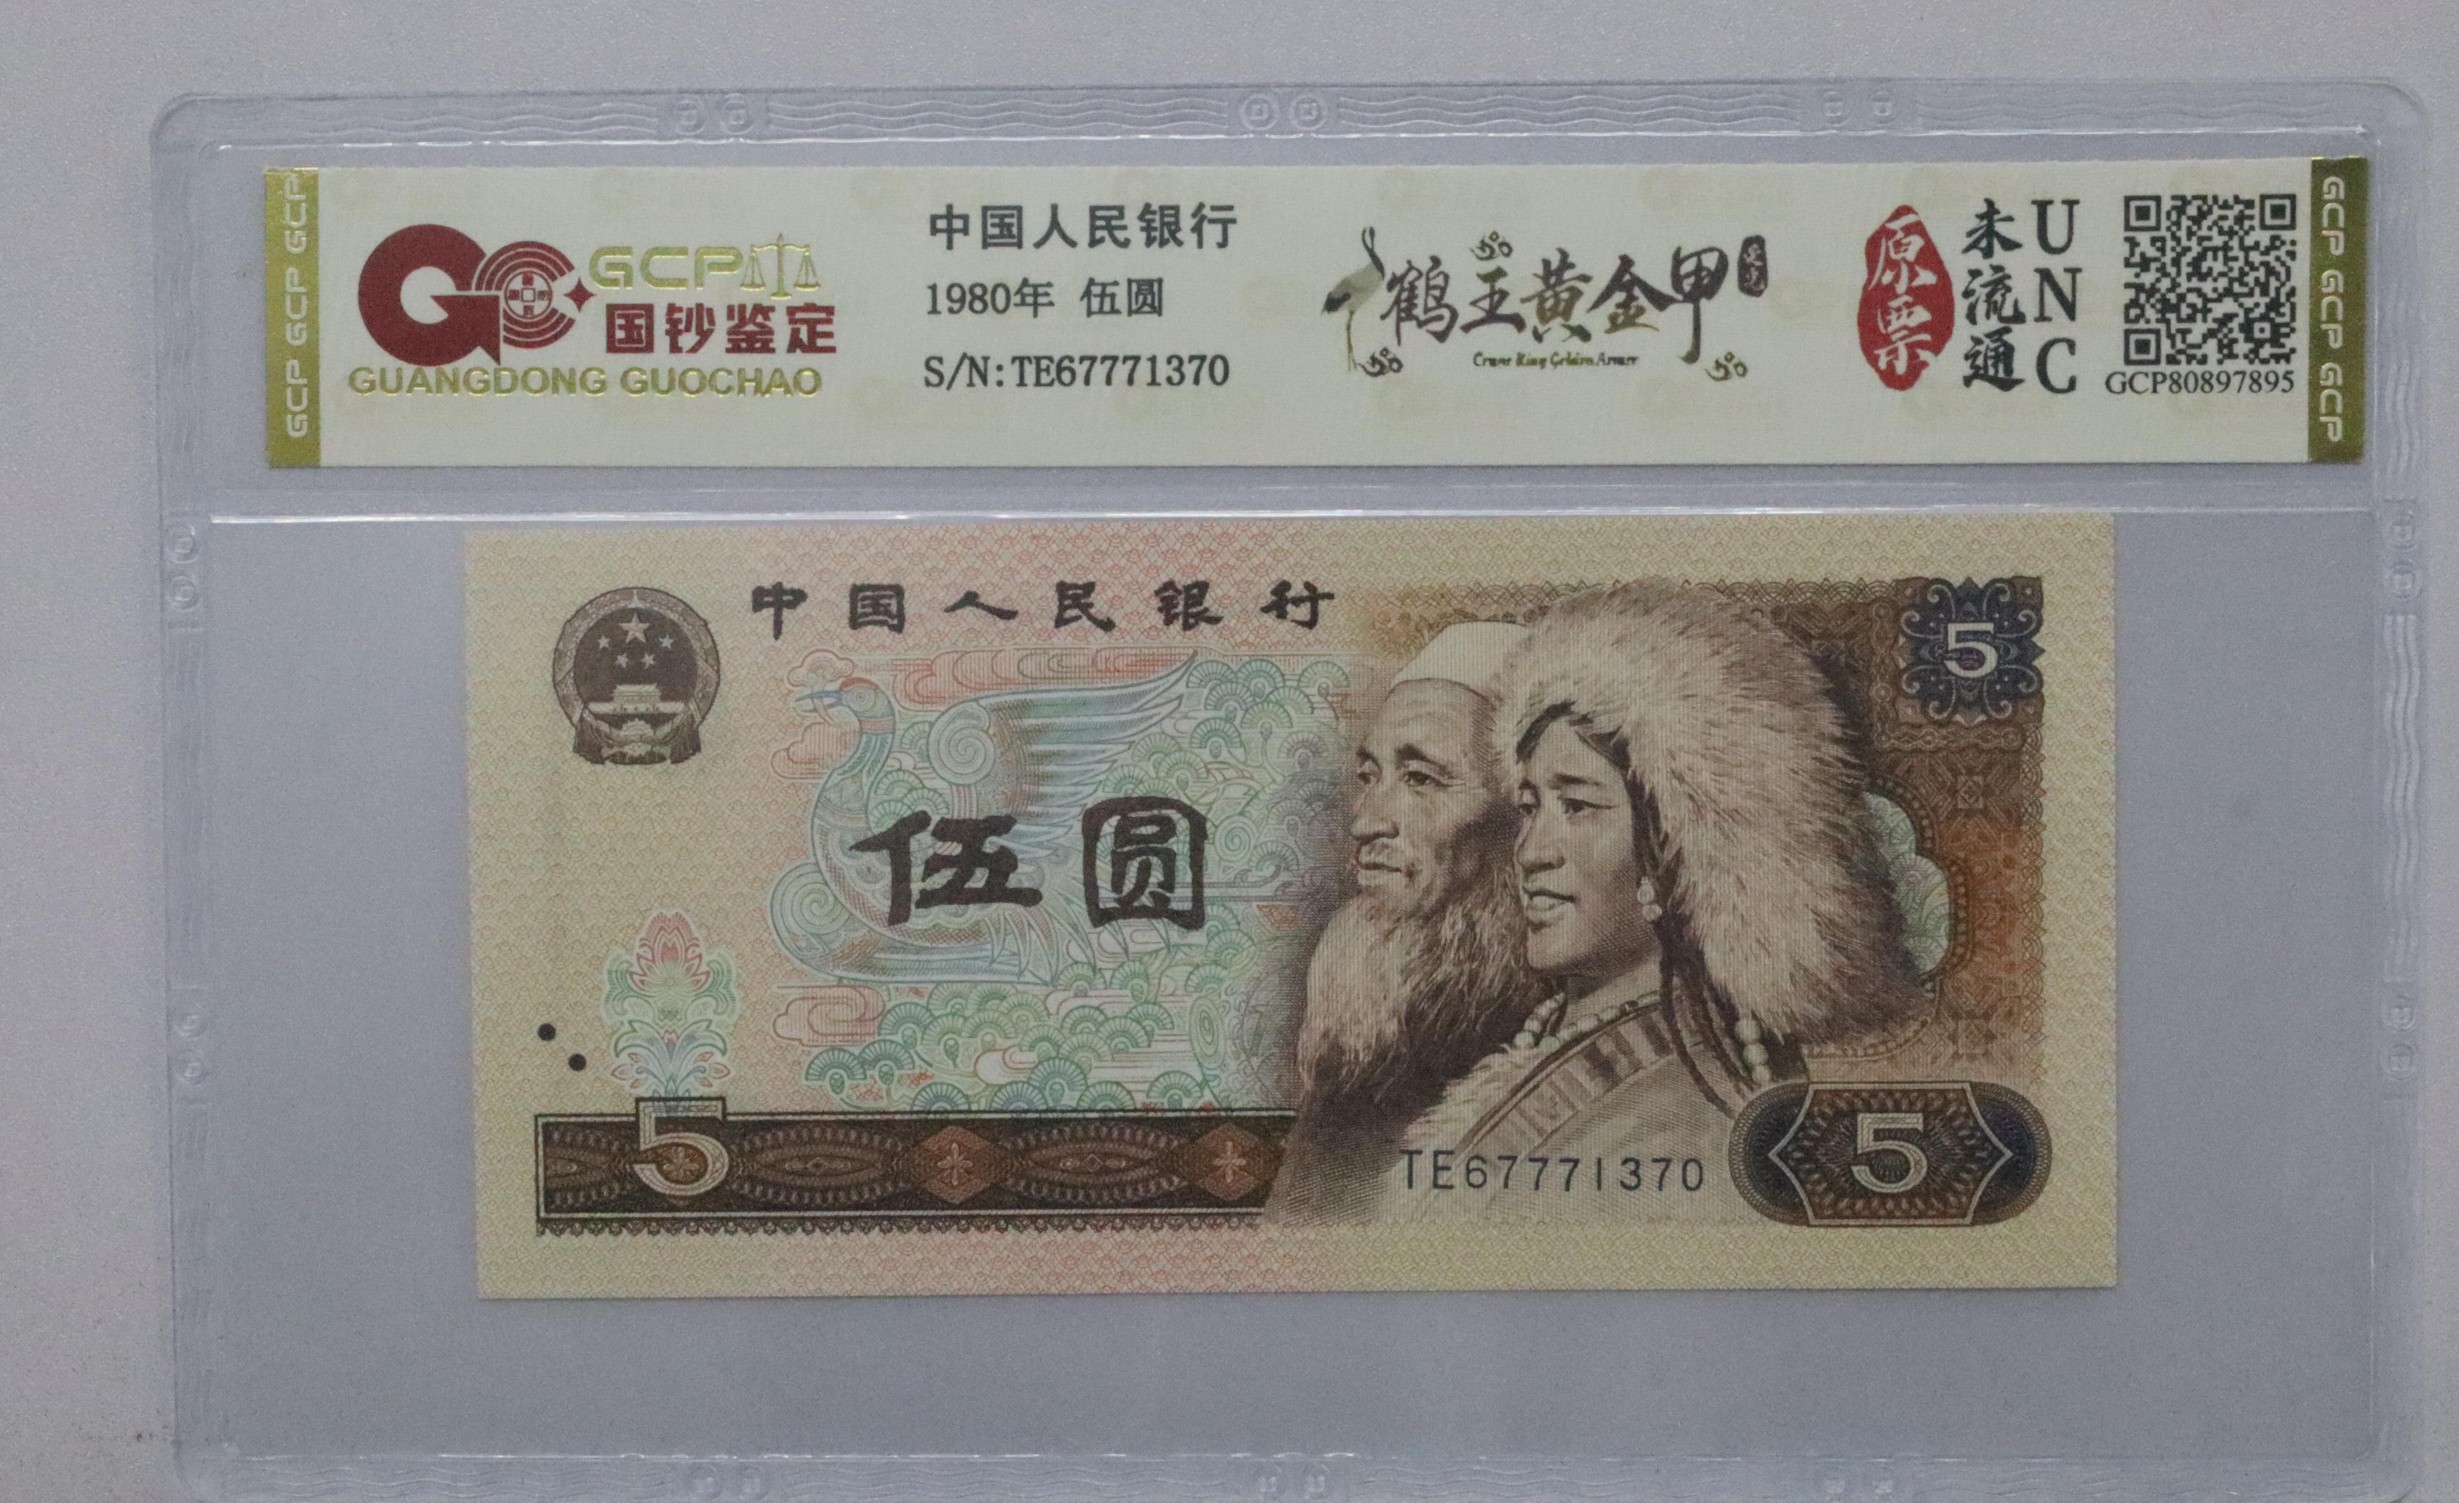 GCP GCP GCP
GCP
国钞鉴定
GUANGDONG GUOCHAO
中国人民银行
1980年 伍圆
S/N:TE67771370
鹤王黄金甲
Crane King Golden Armor
原票
未流通
UNC
GCP80897895
GCP GCP GCP
中国人民银行
5
伍圆
5
TE67771370
5